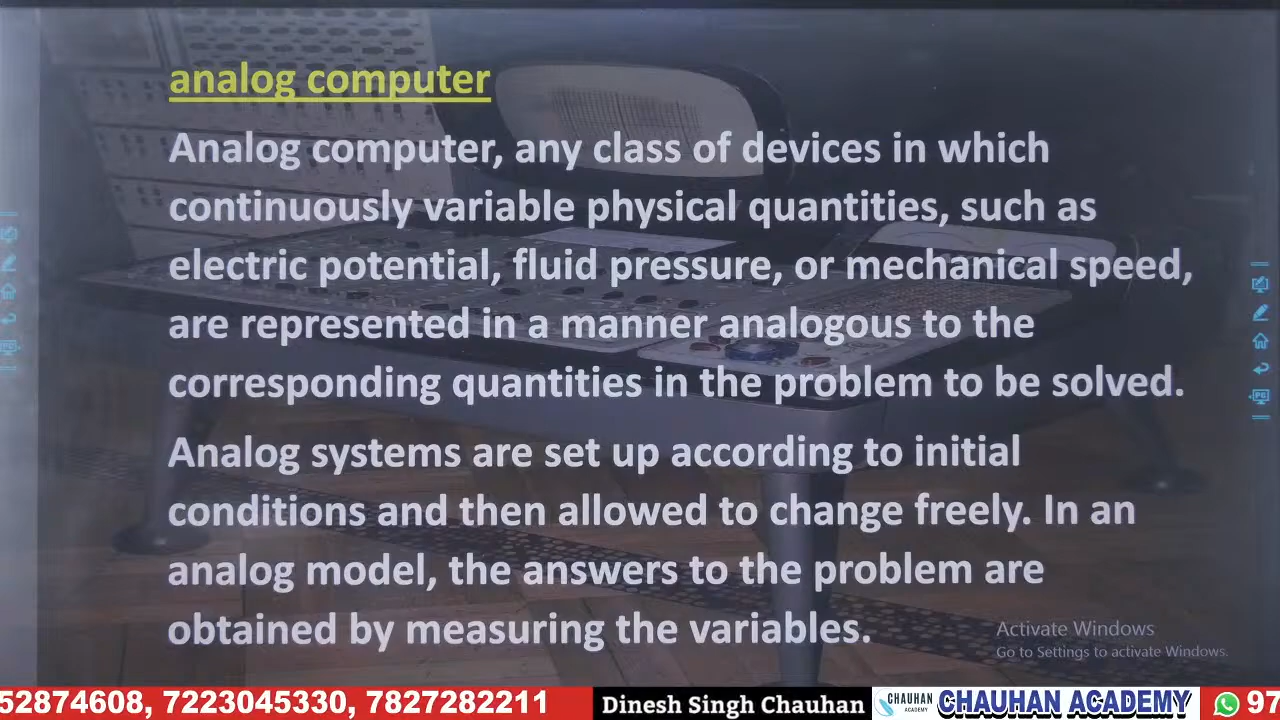 analog computer
Analog computer, any class of devices in which
continuously variable physical quantities, such as
electric potential, fluid pressure, or mechanical speed,
are represented in a manner analogous to the
corresponding quantities in the problem to be solved.
Analog systems are set up according to initial
conditions and then allowed to change freely. In an
analog model, the answers to the problem are
obtained by measuring the variables.
Activate Windows
Go to Settings to activate Windows.
52874608, 7223045330, 7827282211 Dinesh Singh Chauhan CHAUHAN ACADEMY CHAUHAN ACADEMY 97